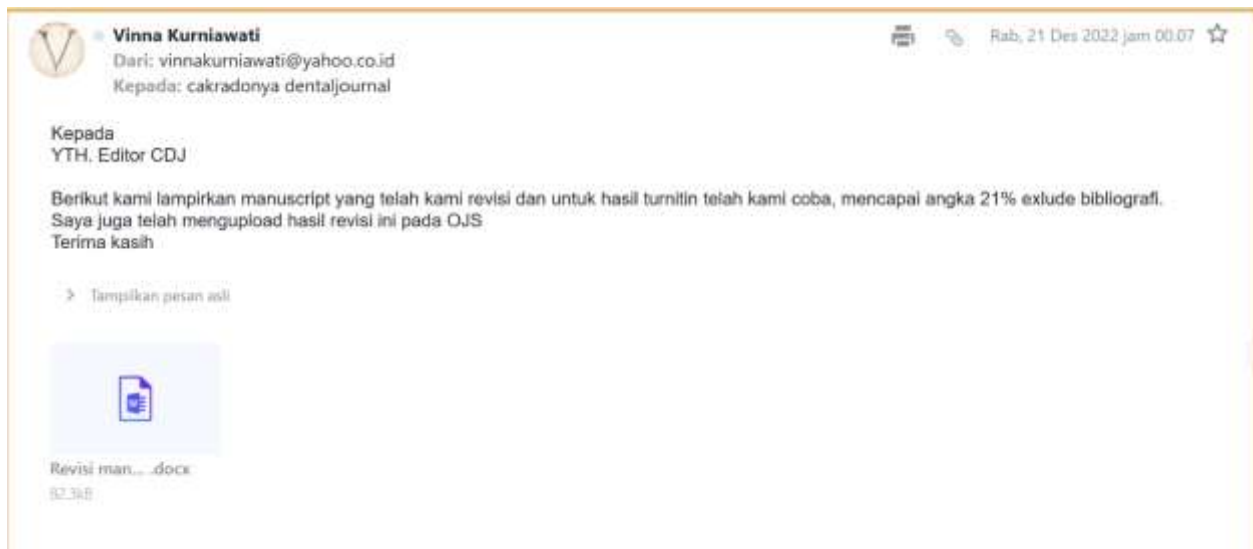 V
Vinna Kurniawati
Rab, 21 Des 2022 jam 00.07
Dari: vinnakurniawati@yahoo.co.id
Kepada: cakradonya dentaljournal
Kepada
YTH. Editor CDJ
Berikut kami lampirkan manuscript yang telah kami revisi dan untuk hasil turnitin telah kami coba, mencapai angka 21% exlude bibliografi.
Saya juga telah mengupload hasil revisi ini pada OJS
Terima kasih
> Tampilkan pesan asli
Revisi man... .docx
92.3kB